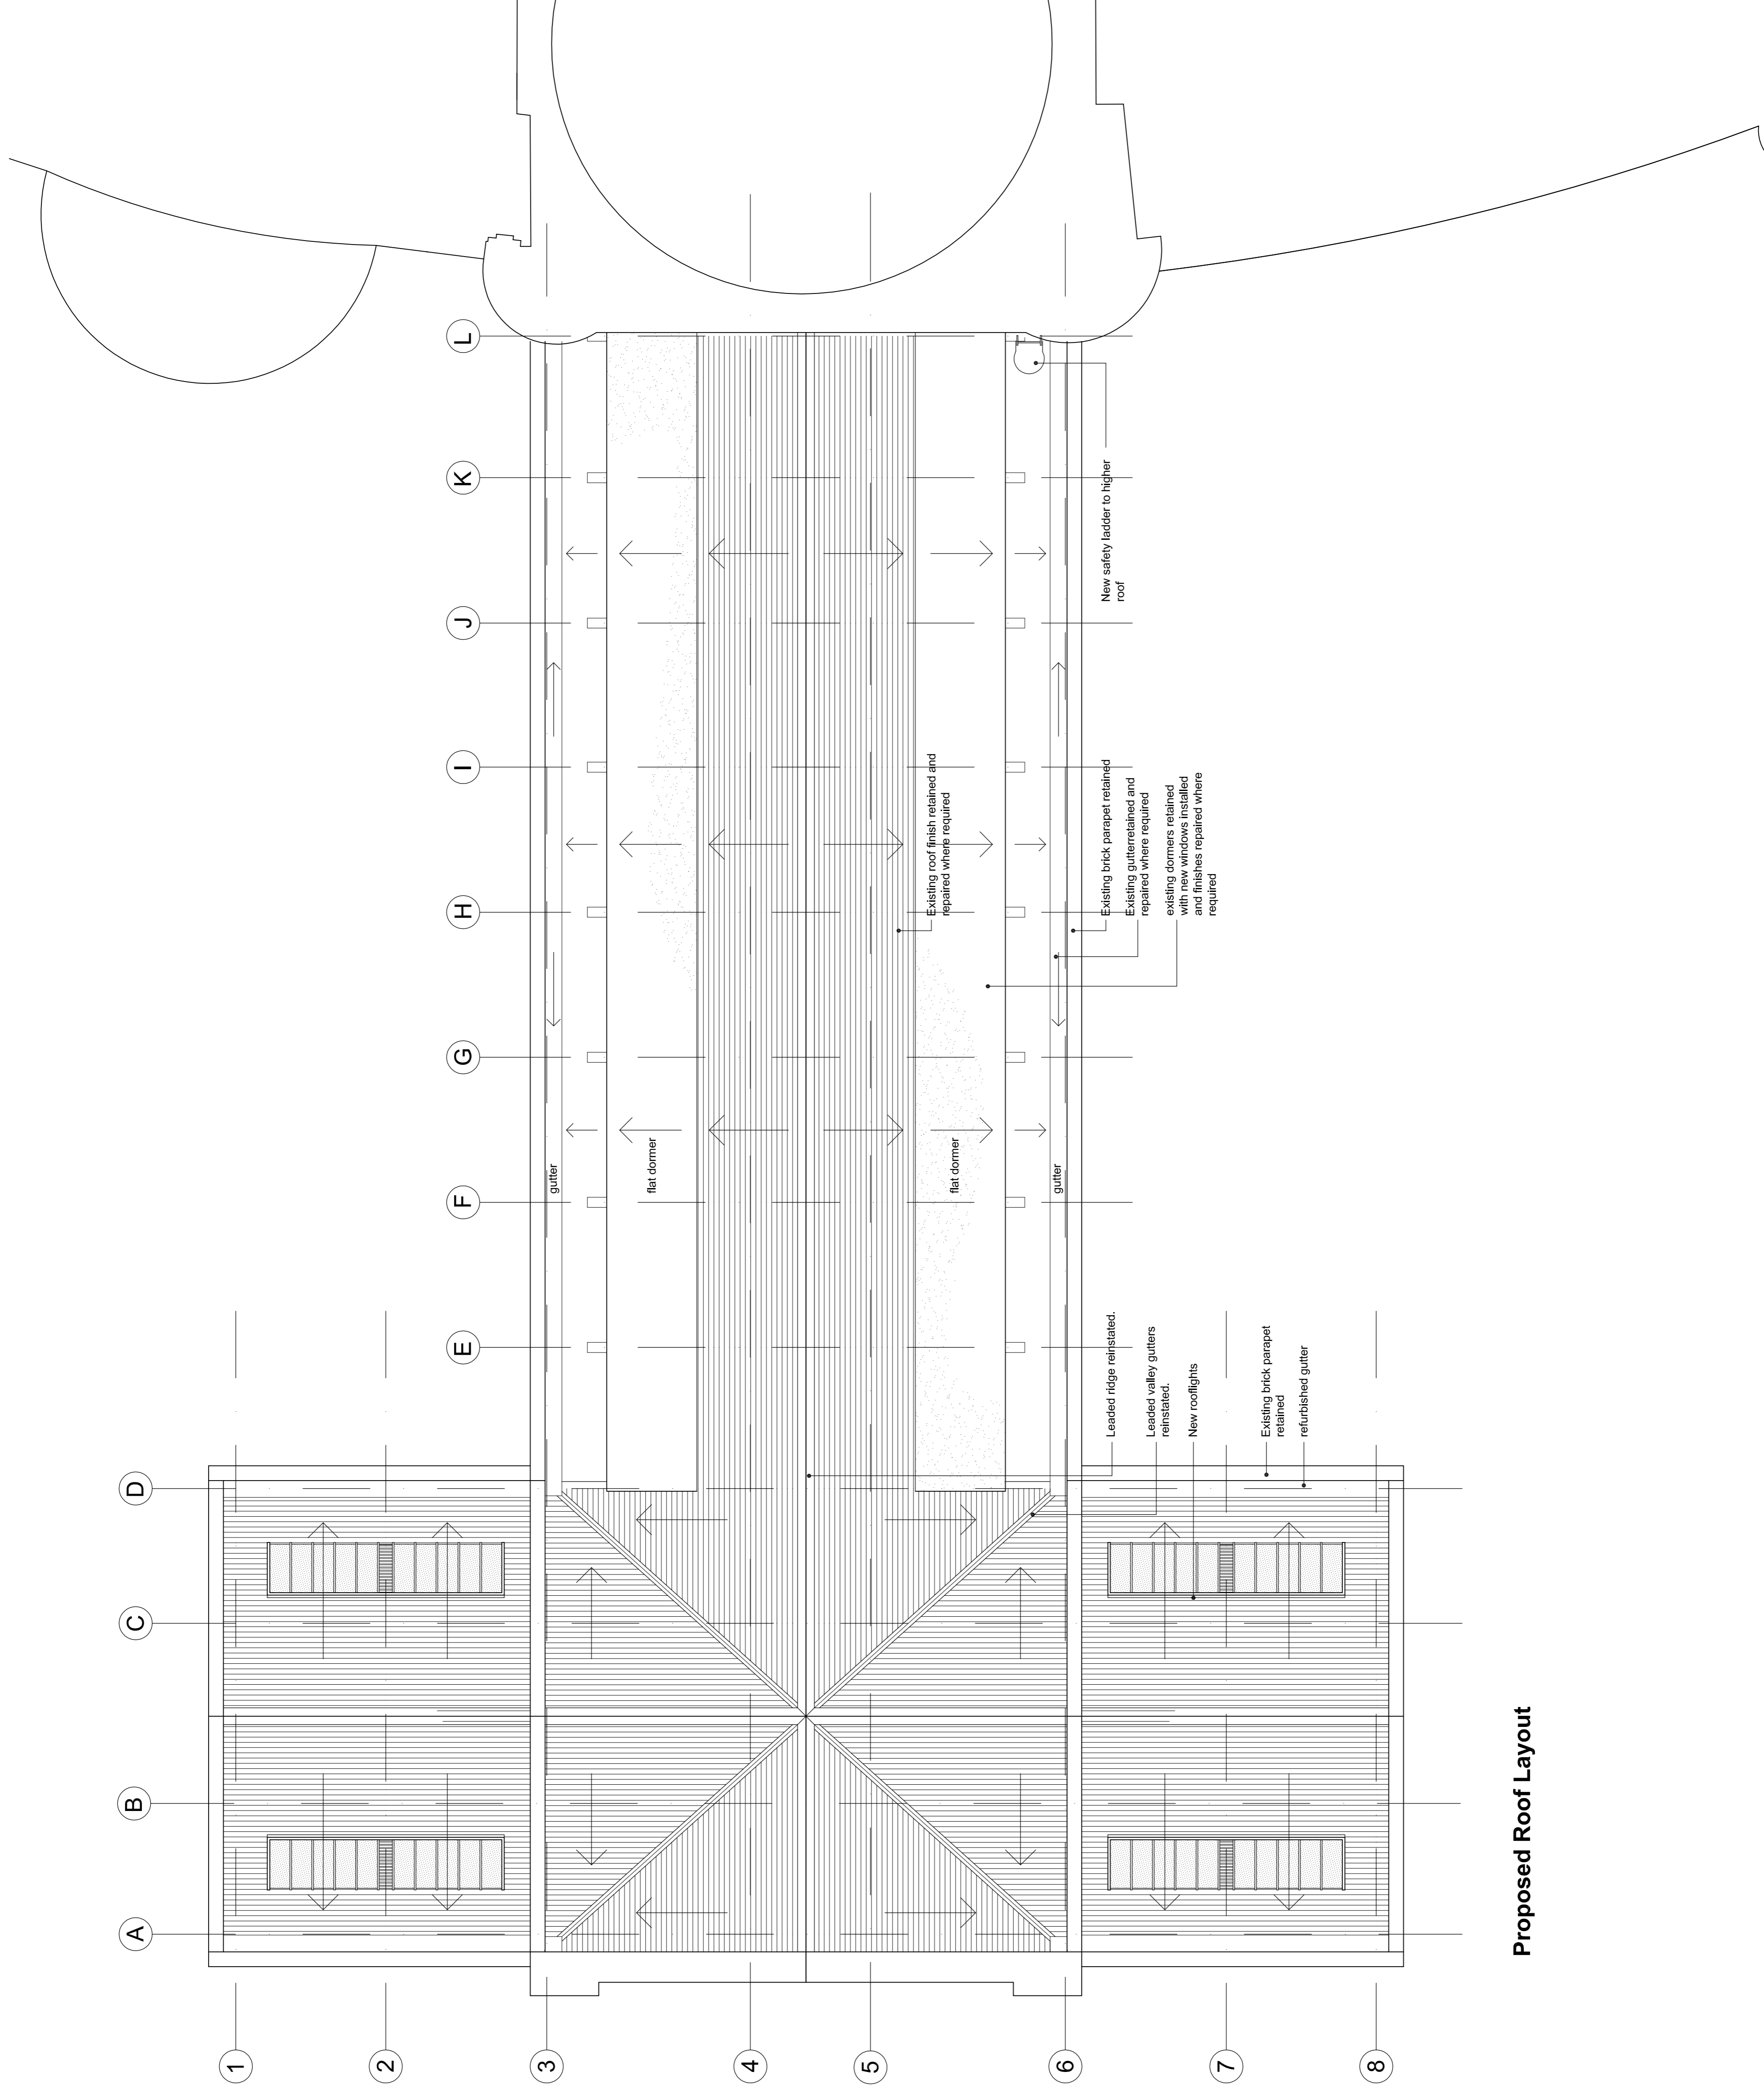 Proposed Roof Layout
A
B
C
D
E
F
G
H
I
J
K
L
1
2
3
4
5
6
7
8
gutter
flat dormer
flat dormer
gutter
Existing roof finish retained and
repaired where required
Existing brick parapet retained
Existing gutterretained and
repaired where required
existing dormers retained
with new windows installed
and finishes repaired where
required
New safety ladder to higher
roof
Leaded ridge reinstated.
Leaded valley gutters
reinstated.
New rooflights
Existing brick parapet
retained
refurbished gutter